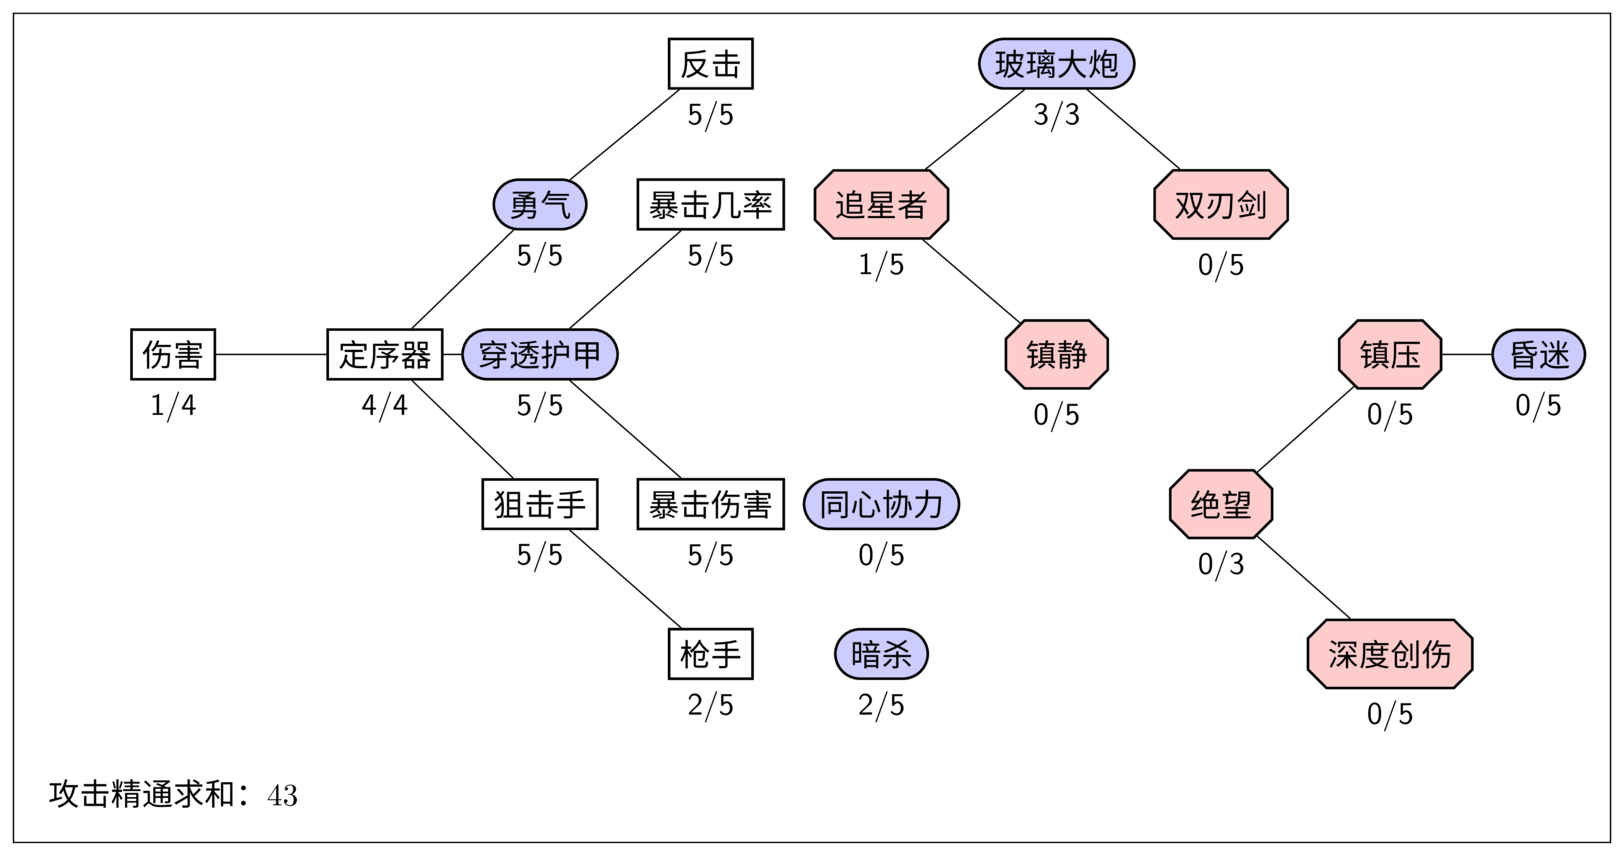 反击
5/5
玻璃大炮
3/3
勇气
5/5
暴击几率
5/5
追星者
1/5
双刃剑
0/5
伤害
1/4
定序器
4/4
穿透护甲
5/5
镇静
0/5
镇压
0/5
昏迷
0/5
狙击手
5/5
暴击伤害
5/5
同心协力
0/5
绝望
0/3
枪手
2/5
暗杀
2/5
深度创伤
0/5
攻击精通求和：43